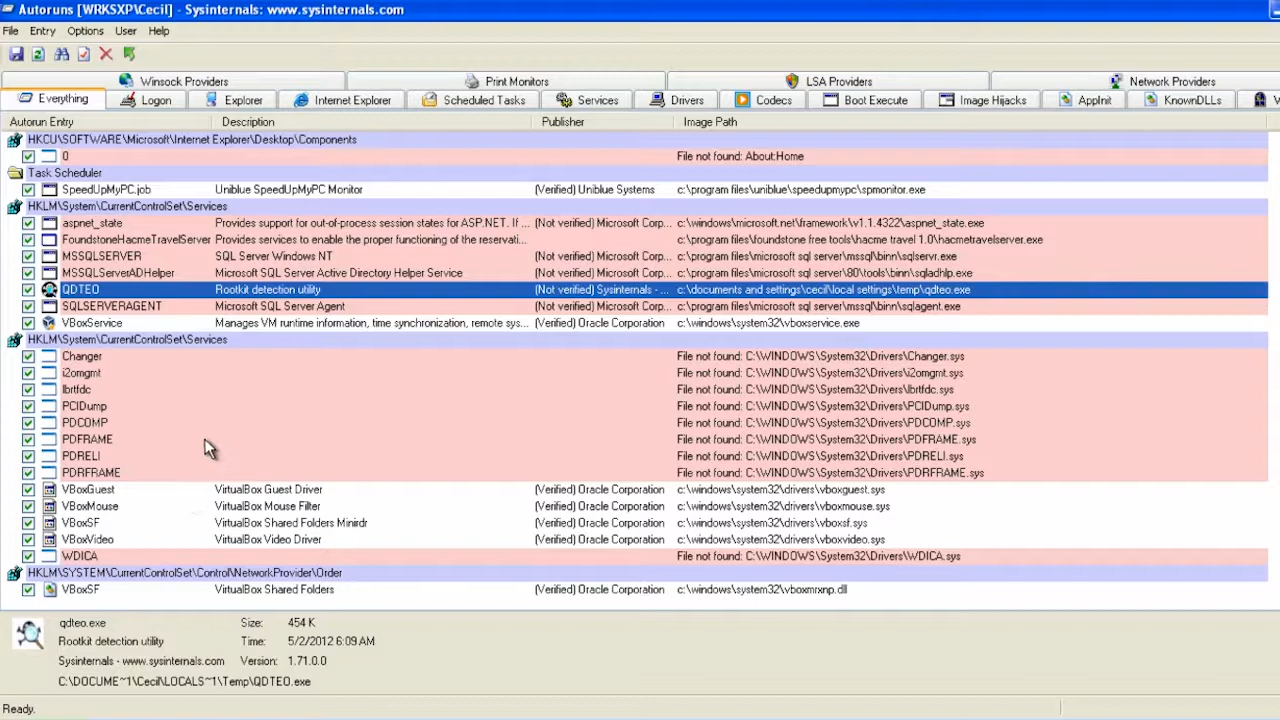 Autoruns [WRKSXP\Cecil] - Sysinternals: www.sysinternals.com
File Entry Options User Help
Winsock Providers Print Monitors LSA Providers Network Providers
Everything Logon Explorer Internet Explorer Scheduled Tasks Services Drivers Codecs Boot Execute Image Hijacks AppInit KnownDLLs
Autorun Entry Description Publisher Image Path
HKCU\SOFTWARE\Microsoft\Internet Explorer\Desktop\Components
0 File not found: About:Home
Task Scheduler
SpeedUpMyPC.job Uniblue SpeedUpMyPC Monitor (Verified) Uniblue Systems c:\program files\uniblue\speedupmypc\spmonitor.exe
HKLM\System\CurrentControlSet\Services
aspnet_state Provides support for out-of-process session states for ASP.NET. If ... (Not verified) Microsoft Corp... c:\windows\microsoft.net\framework\v1.1.4322\aspnet_state.exe
FoundstoneHacmeTravelServer Provides services to enable the proper functioning of the reservati... c:\program files\foundstone free tools\hacme travel 1.0\hacmetravelserver.exe
MSSQLSERVER SQL Server Windows NT (Not verified) Microsoft Corp... c:\program files\microsoft sql server\mssql\binn\sqlservr.exe
MSSQLServerADHelper Microsoft SQL Server Active Directory Helper Service (Not verified) Microsoft Corp... c:\program files\microsoft sql server\80\tools\binn\sqladhlp.exe
QDTEO Rootkit detection utility (Not verified) Sysinternals - ... c:\documents and settings\cecil\local settings\temp\qdteo.exe
SQLSERVERAGENT Microsoft SQL Server Agent (Not verified) Microsoft Corp... c:\program files\microsoft sql server\mssql\binn\sqlagent.exe
VBoxService Manages VM runtime information, time synchronization, remote sys... (Verified) Oracle Corporation c:\windows\system32\vboxservice.exe
HKLM\System\CurrentControlSet\Services
Changer File not found: C:\WINDOWS\System32\Drivers\Changer.sys
i2omgmt File not found: C:\WINDOWS\System32\Drivers\i2omgmt.sys
lbrtfdc File not found: C:\WINDOWS\System32\Drivers\lbrtfdc.sys
PCIDump File not found: C:\WINDOWS\System32\Drivers\PCIDump.sys
PDCOMP File not found: C:\WINDOWS\System32\Drivers\PDCOMP.sys
PDFRAME File not found: C:\WINDOWS\System32\Drivers\PDFRAME.sys
PDRELI File not found: C:\WINDOWS\System32\Drivers\PDRELI.sys
PDRFRAME File not found: C:\WINDOWS\System32\Drivers\PDRFRAME.sys
VBoxGuest VirtualBox Guest Driver (Verified) Oracle Corporation c:\windows\system32\drivers\vboxguest.sys
VBoxMouse VirtualBox Mouse Filter (Verified) Oracle Corporation c:\windows\system32\drivers\vboxmouse.sys
VBoxSF VirtualBox Shared Folders Minirdr (Verified) Oracle Corporation c:\windows\system32\drivers\vboxsf.sys
VBoxVideo VirtualBox Video Driver (Verified) Oracle Corporation c:\windows\system32\drivers\vboxvideo.sys
WDICA File not found: C:\WINDOWS\System32\Drivers\WDICA.sys
HKLM\SYSTEM\CurrentControlSet\Control\NetworkProvider\Order
VBoxSF VirtualBox Shared Folders (Verified) Oracle Corporation c:\windows\system32\vboxmrxnp.dll
qdteo.exe Size: 454 K
Rootkit detection utility Time: 5/2/2012 6:09 AM
Sysinternals - www.sysinternals.com Version: 1.71.0.0
C:\DOCUME~1\Cecil\LOCALS~1\Temp\QDTEO.exe
Ready.